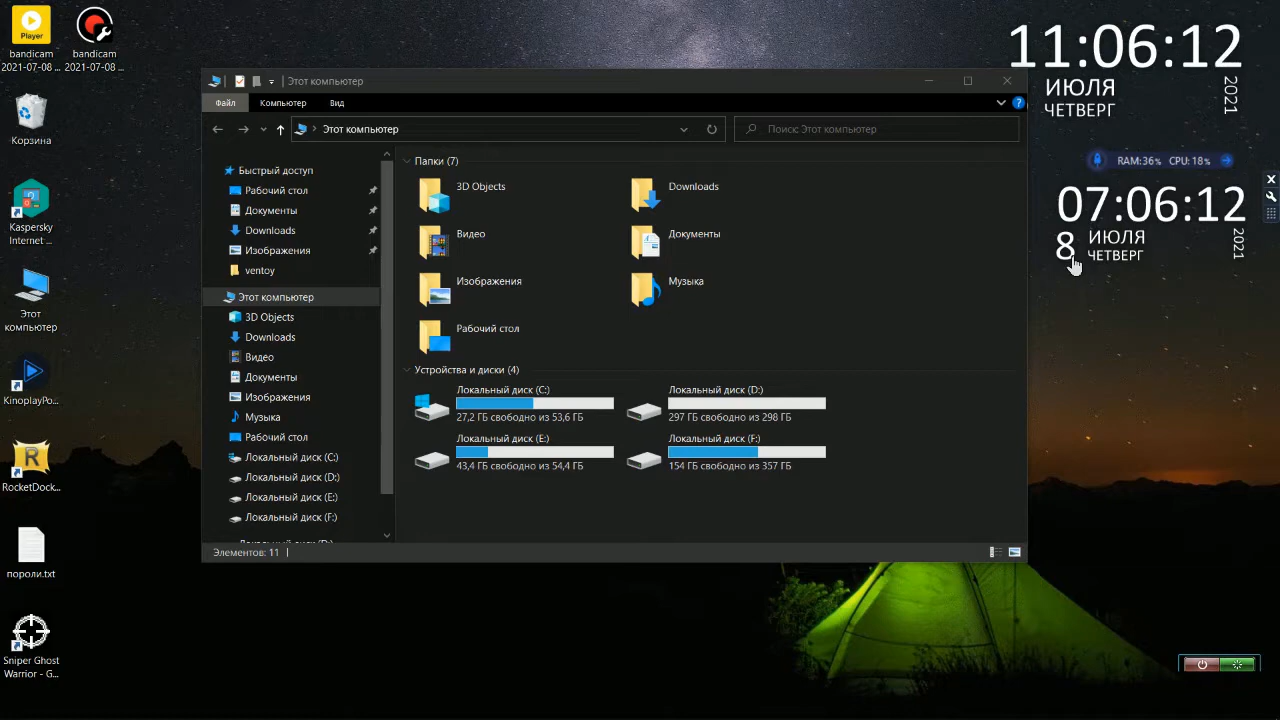 Player
bandicam
2021-07-08 ...
bandicam
2021-07-08 ...
Корзина
Kaspersky
Internet ...
Этот
компьютер
KinoplayPo...
R
RocketDock...
пороли.txt
Sniper Ghost
Warrior - G...
Этот компьютер
Файл
Компьютер
Вид
?
Этот компьютер
Поиск: Этот компьютер
Быстрый доступ
Рабочий стол
Документы
Downloads
Изображения
ventoy
Этот компьютер
3D Objects
Downloads
Видео
Документы
Изображения
Музыка
Рабочий стол
Локальный диск (C:)
Локальный диск (D:)
Локальный диск (E:)
Локальный диск (F:)
Локальный диск (D:)
Папки (7)
3D Objects
Downloads
Видео
Документы
Изображения
Музыка
Рабочий стол
Устройства и диски (4)
Локальный диск (C:)
27,2 ГБ свободно из 53,6 ГБ
Локальный диск (D:)
297 ГБ свободно из 298 ГБ
Локальный диск (E:)
43,4 ГБ свободно из 54,4 ГБ
Локальный диск (F:)
154 ГБ свободно из 357 ГБ
Элементов: 11
11:06:12
ИЮЛЯ
ЧЕТВЕРГ
2021
RAM:36% CPU: 18%
07:06:12
8 ИЮЛЯ
ЧЕТВЕРГ
2021